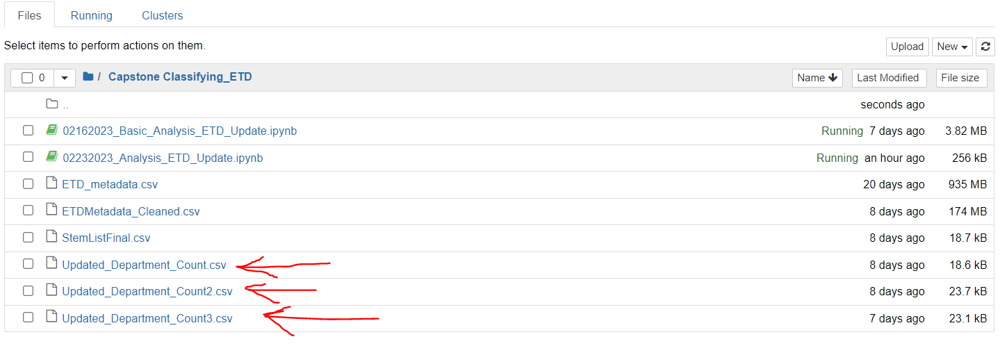 Files Running Clusters
Select items to perform actions on them. Upload New
0 / Capstone Classifying_ETD Name Last Modified File size
.. seconds ago
02162023_Basic_Analysis_ETD_Update.ipynb Running 7 days ago 3.82 MB
02232023_Analysis_ETD_Update.ipynb Running an hour ago 256 kB
ETD_metadata.csv 20 days ago 935 MB
ETDMetadata_Cleaned.csv 8 days ago 174 MB
StemListFinal.csv 8 days ago 18.7 kB
Updated_Department_Count.csv 8 days ago 18.6 kB
Updated_Department_Count2.csv 8 days ago 23.7 kB
Updated_Department_Count3.csv 7 days ago 23.1 kB